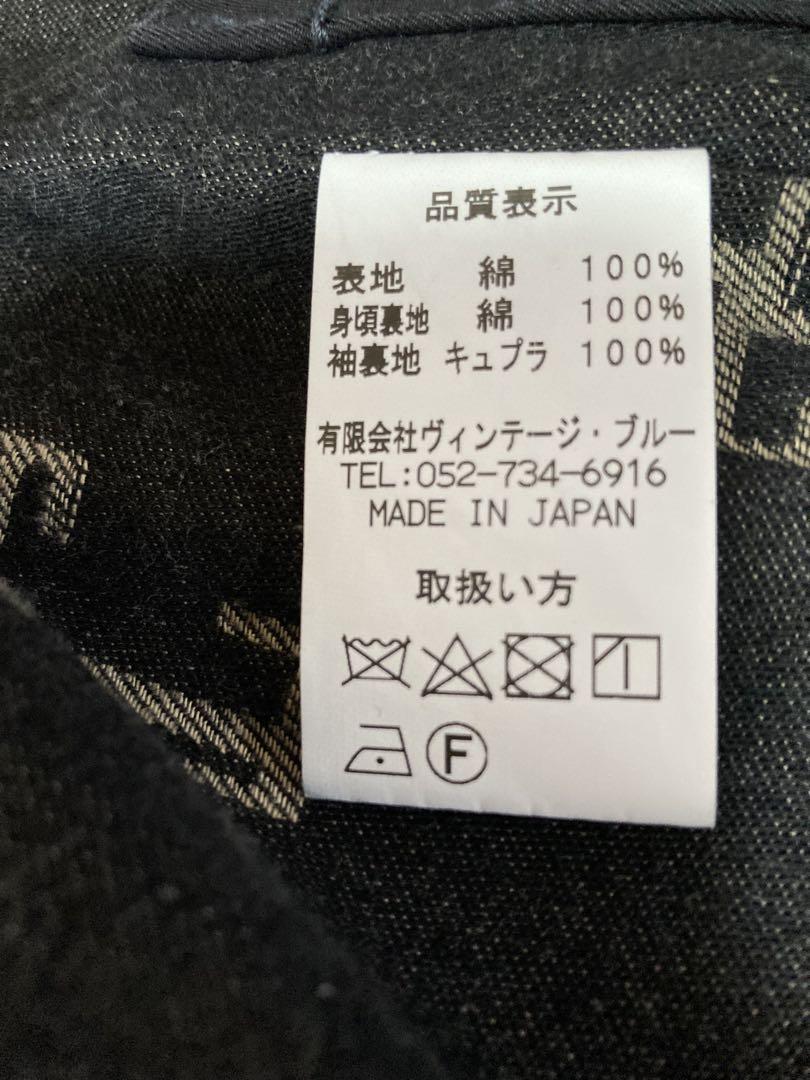 品質表示
表地 綿 100%
身頃裏地 綿 100%
袖裏地 キュプラ 100%
有限会社ヴィンテージ・ブルー
TEL:052-734-6916
MADE IN JAPAN
取扱い方
F